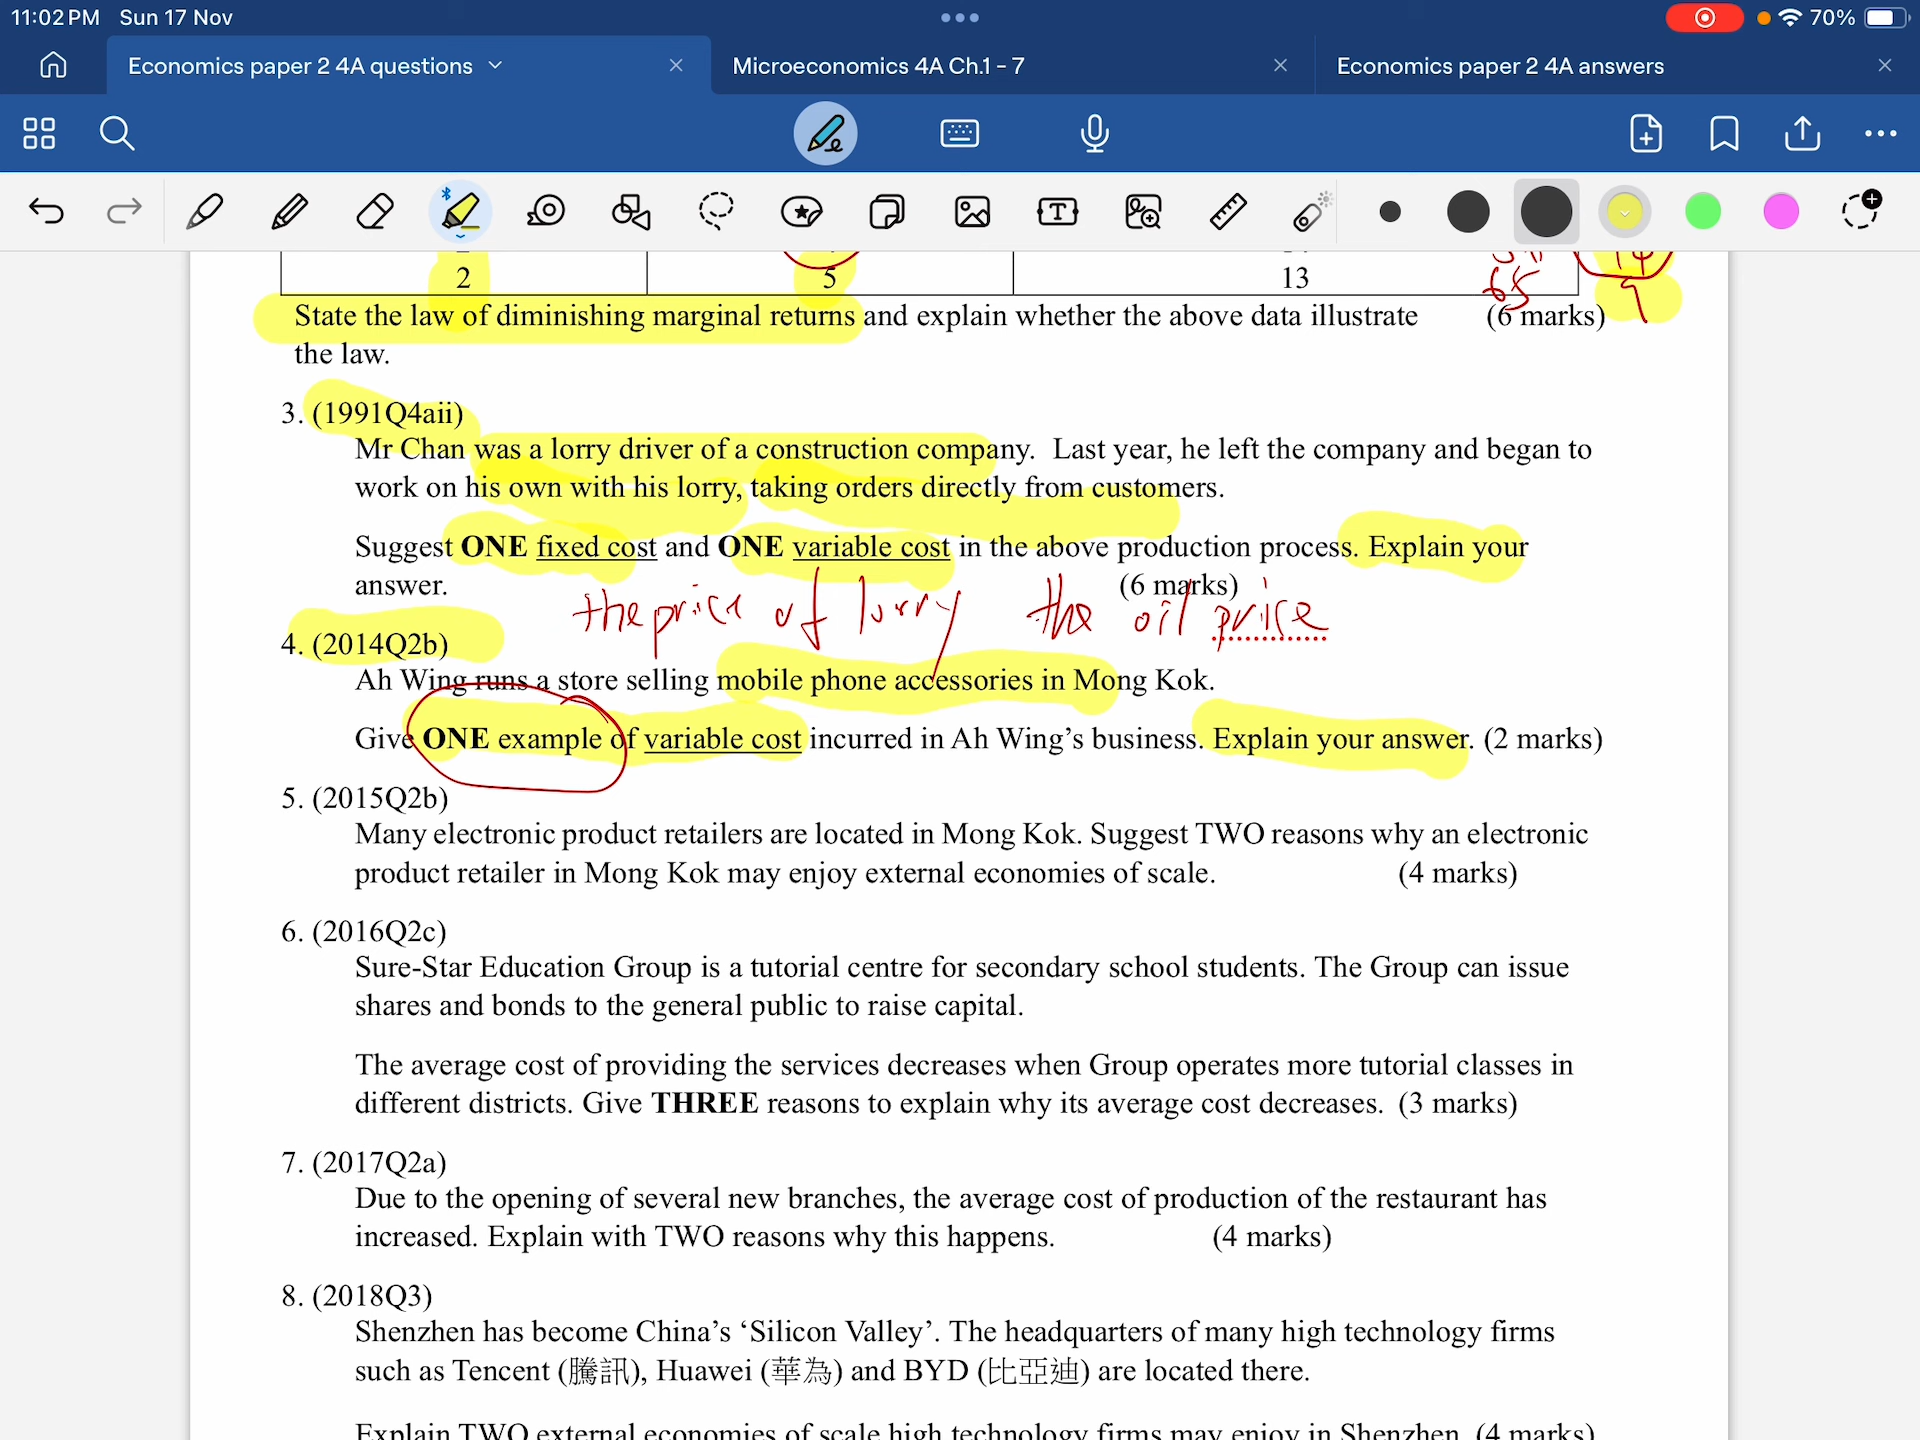 11:02 PM Sun 17 Nov 70%
Economics paper 2 4A questions Microeconomics 4A Ch.1 - 7 Economics paper 2 4A answers
2 5 13 65 9
State the law of diminishing marginal returns and explain whether the above data illustrate (6 marks)
the law.
3. (1991Q4aii)
Mr Chan was a lorry driver of a construction company. Last year, he left the company and began to
work on his own with his lorry, taking orders directly from customers.
Suggest ONE fixed cost and ONE variable cost in the above production process. Explain your
answer. (6 marks)
the price of lorry the oil price
4. (2014Q2b)
Ah Wing runs a store selling mobile phone accessories in Mong Kok.
Give ONE example of variable cost incurred in Ah Wing's business. Explain your answer. (2 marks)
5. (2015Q2b)
Many electronic product retailers are located in Mong Kok. Suggest TWO reasons why an electronic
product retailer in Mong Kok may enjoy external economies of scale. (4 marks)
6. (2016Q2c)
Sure-Star Education Group is a tutorial centre for secondary school students. The Group can issue
shares and bonds to the general public to raise capital.
The average cost of providing the services decreases when Group operates more tutorial classes in
different districts. Give THREE reasons to explain why its average cost decreases. (3 marks)
7. (2017Q2a)
Due to the opening of several new branches, the average cost of production of the restaurant has
increased. Explain with TWO reasons why this happens. (4 marks)
8. (2018Q3)
Shenzhen has become China's ‘Silicon Valley’. The headquarters of many high technology firms
such as Tencent (騰訊), Huawei (華為) and BYD (比亞迪) are located there.
Explain TWO external economies of scale high technology firms may enjoy in Shenzhen. (4 marks)